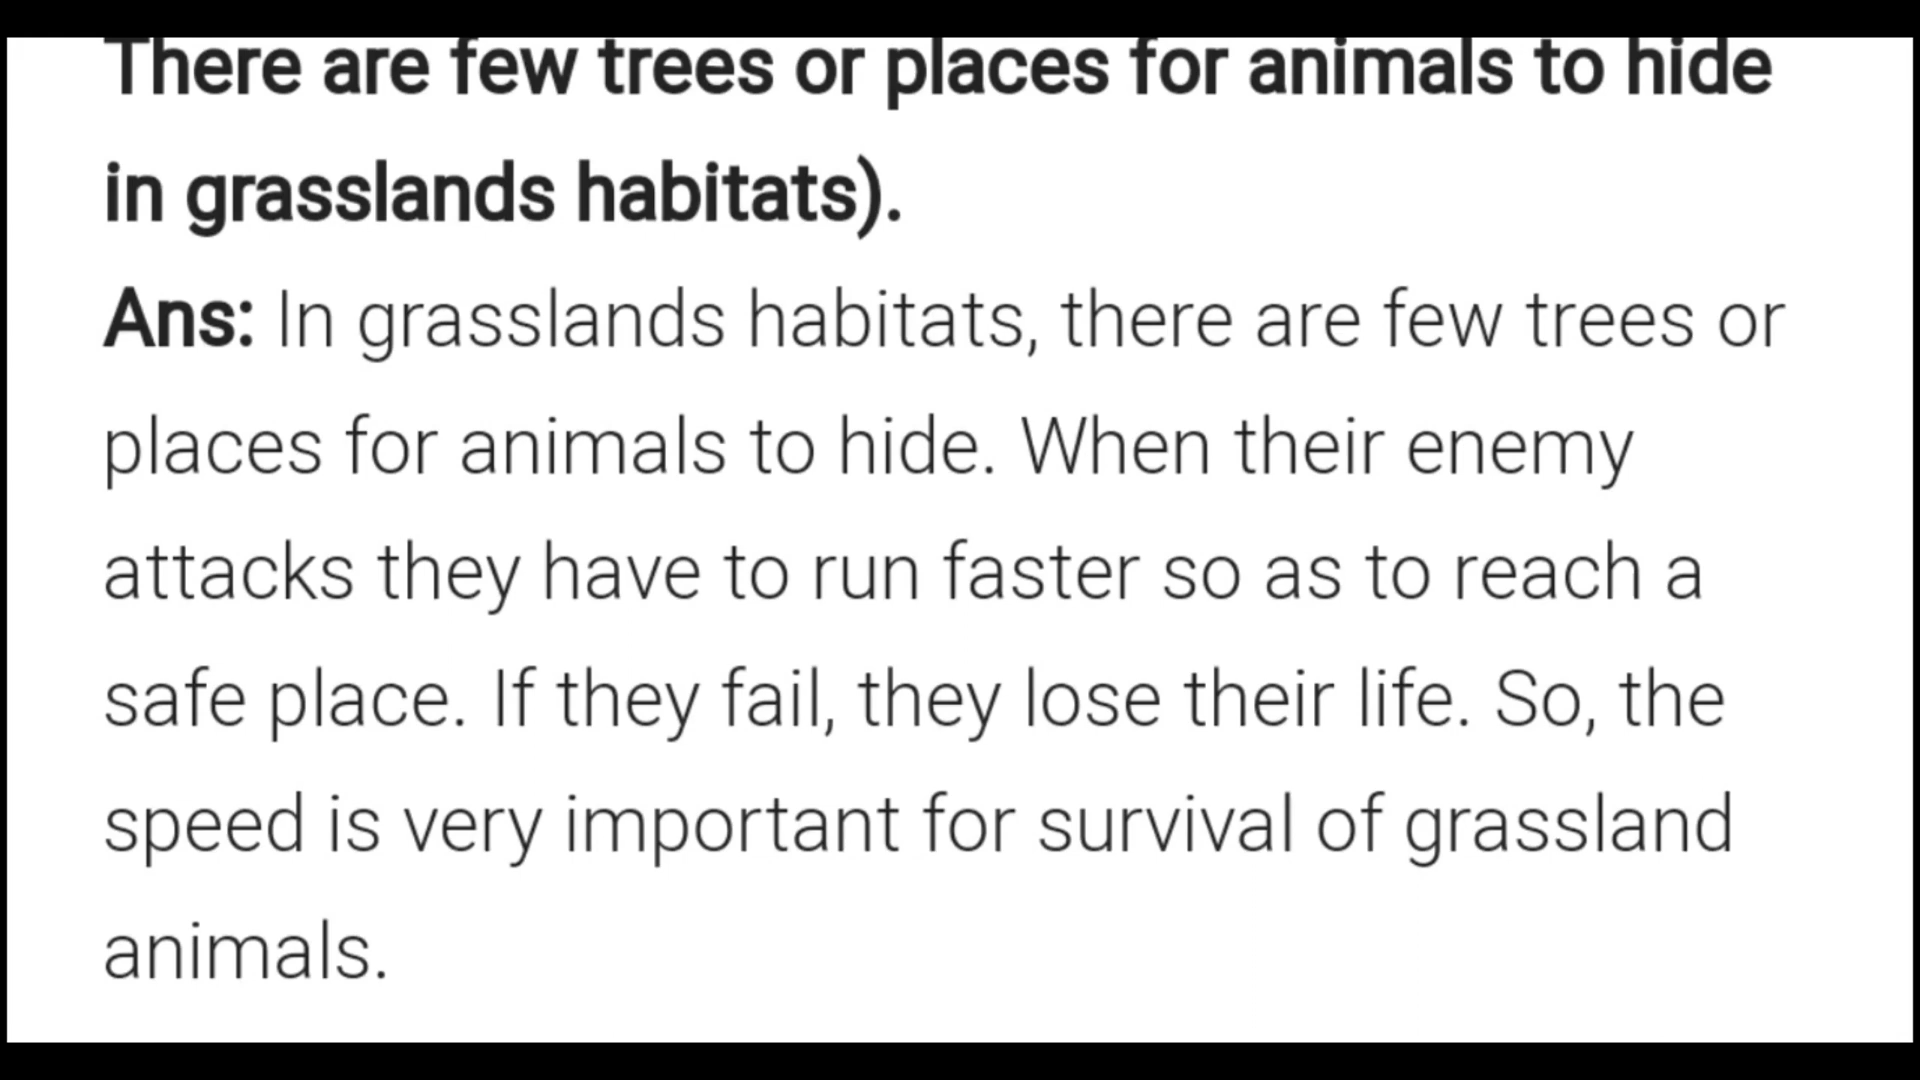 There are few trees or places for animals to hide
in grasslands habitats).
Ans: In grasslands habitats, there are few trees or
places for animals to hide. When their enemy
attacks they have to run faster so as to reach a
safe place. If they fail, they lose their life. So, the
speed is very important for survival of grassland
animals.